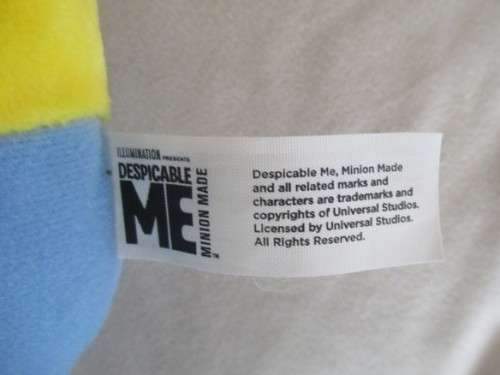 ILLUMINATION PRESENTS
DESPICABLE
ME
MINION MADE
Despicable Me, Minion Made
and all related marks and
characters are trademarks and
copyrights of Universal Studios.
Licensed by Universal Studios.
All Rights Reserved.